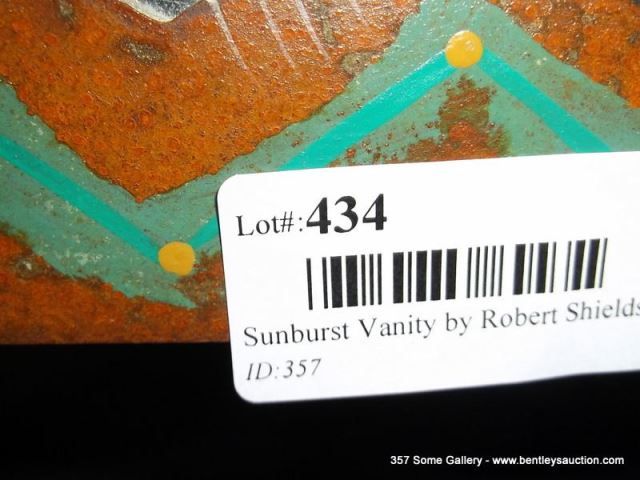 Lot#:434
Sunburst Vanity by Robert Shields
ID:357
357 Some Gallery - www.bentleysauction.com